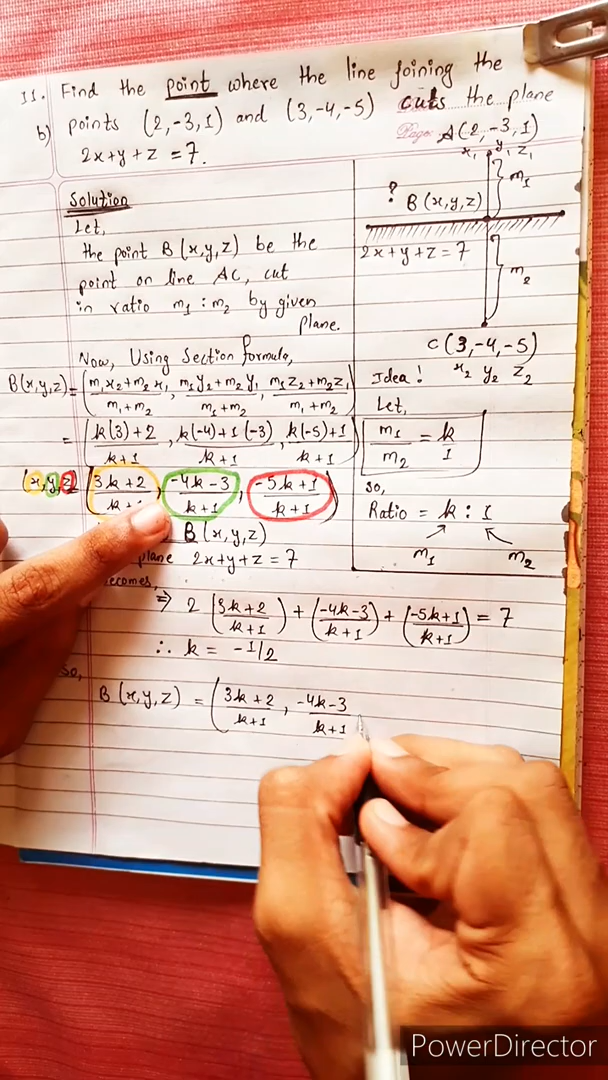 11. Find the point where the line joining the
b) points (2,-3,1) and (3,-4,-5) cuts the plane
2x+y+z=7.
Solution
Let,
the point B(x,y,z) be the
point on line AC, cut
in ratio m₁:m₂ by given
plane.
Now, Using Section formula,
B(x,y,z)=(m₁x₂+m₂x₁/m₁+m₂, m₁y₂+m₂y₁/m₁+m₂, m₁z₂+m₂z₁/m₁+m₂)
=(k(3)+2/k+1, k(-4)+1(-3)/k+1, k(-5)+1/k+1)
(x,y,z) (3k+2/k+1, -4k-3/k+1, -5k+1/k+1)
B(x,y,z)
plane 2x+y+z=7
becomes,
⇒ 2(3k+2/k+1)+(-4k-3/k+1)+(-5k+1/k+1)=7
∴ k = -1/2
So,
B(x,y,z) = (3k+2/k+1, -4k-3/k+1
Page:
A(2,-3,1)
x₁ y₁ z₁
m₁
? B(x,y,z)
2x+y+z=7
m₂
C(3,-4,-5)
x₂ y₂ z₂
Idea!
Let,
m₁/m₂ = k/1
so,
Ratio = k : 1
m₁ m₂
PowerDirector